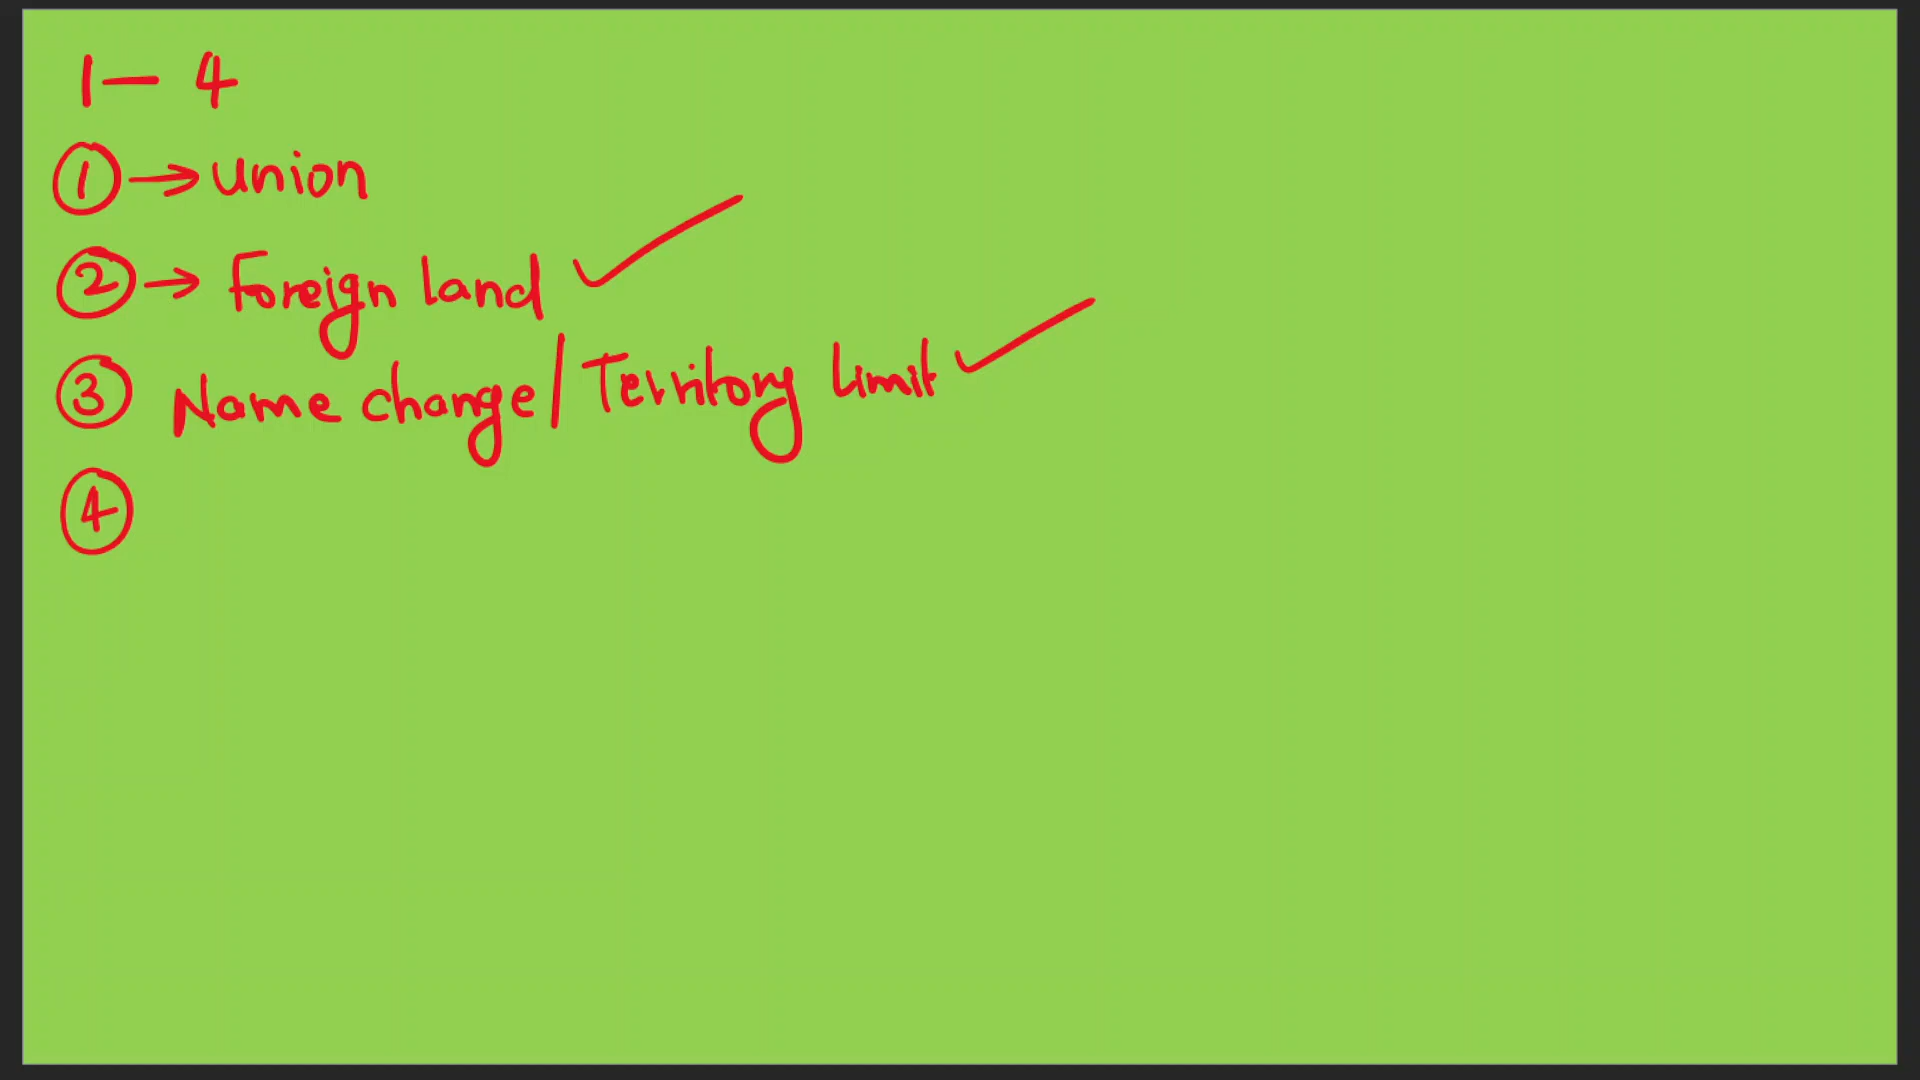 1 — 4
① → union
② → Foreign land ✓
③ Name change / Territory limit ✓
④